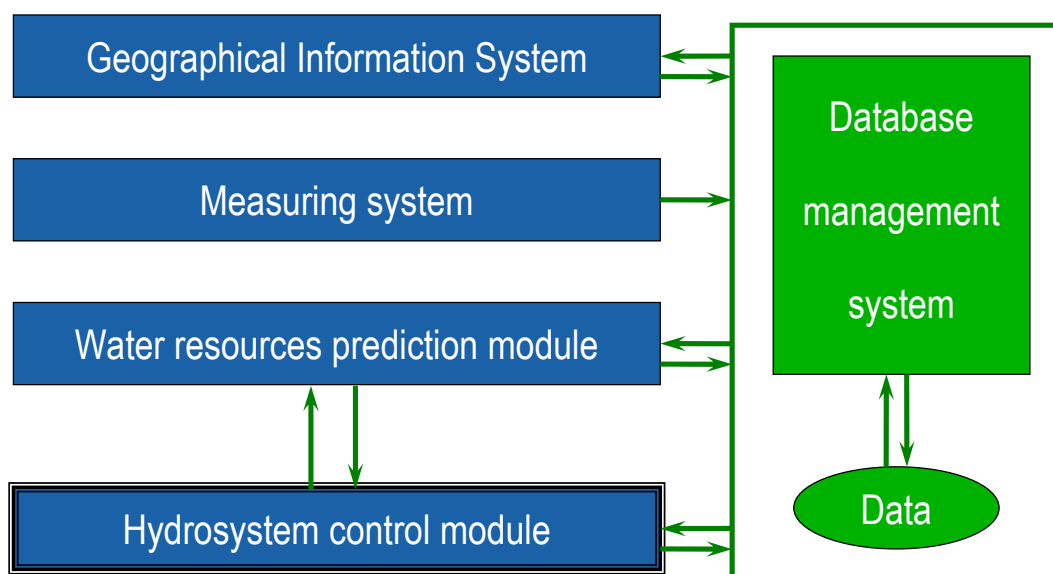 Geographical Information System
Measuring system
Water resources prediction module
Hydrosystem control module
Database
management
system
Data